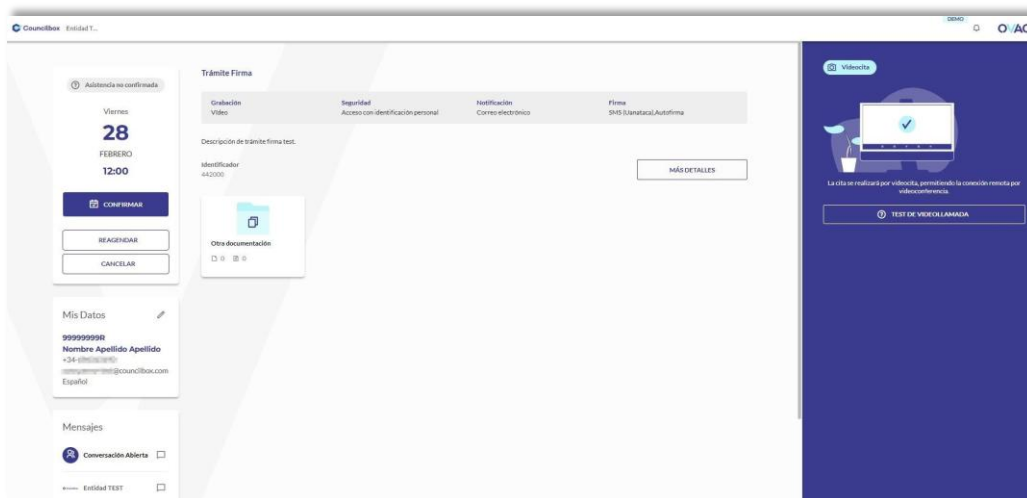 Councilbox Entidad T...
DEMO
OVAC
Asistencia no confirmada
Viernes
28
FEBRERO
12:00
CONFIRMAR
REAGENDAR
CANCELAR
Mis Datos
99999999R
Nombre Apellido Apellido
+34
@councilbox.com
Español
Mensajes
Conversación Abierta
Entidad TEST
Trámite Firma
Grabación
Vídeo
Seguridad
Acceso con identificación personal
Notificación
Correo electrónico
Firma
SMS (Uanataca),Autofirma
Descripción de trámite firma test.
Identificador
442000
MÁS DETALLES
Otra documentación
0 0
Videocita
La cita se realizará por videocita, permitiendo la conexión remota por
videoconferencia.
TEST DE VIDEOLLAMADA